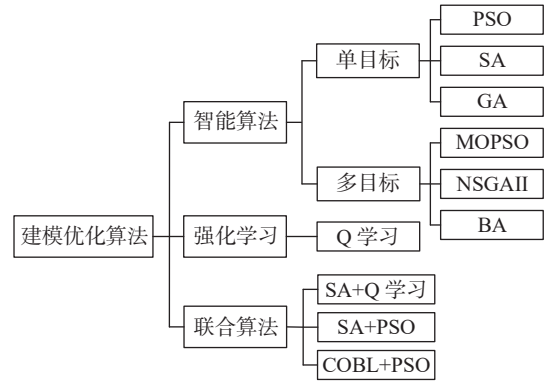 建模优化算法
智能算法
单目标
PSO
SA
GA
多目标
MOPSO
NSGAII
BA
强化学习
Q 学习
联合算法
SA+Q 学习
SA+PSO
COBL+PSO